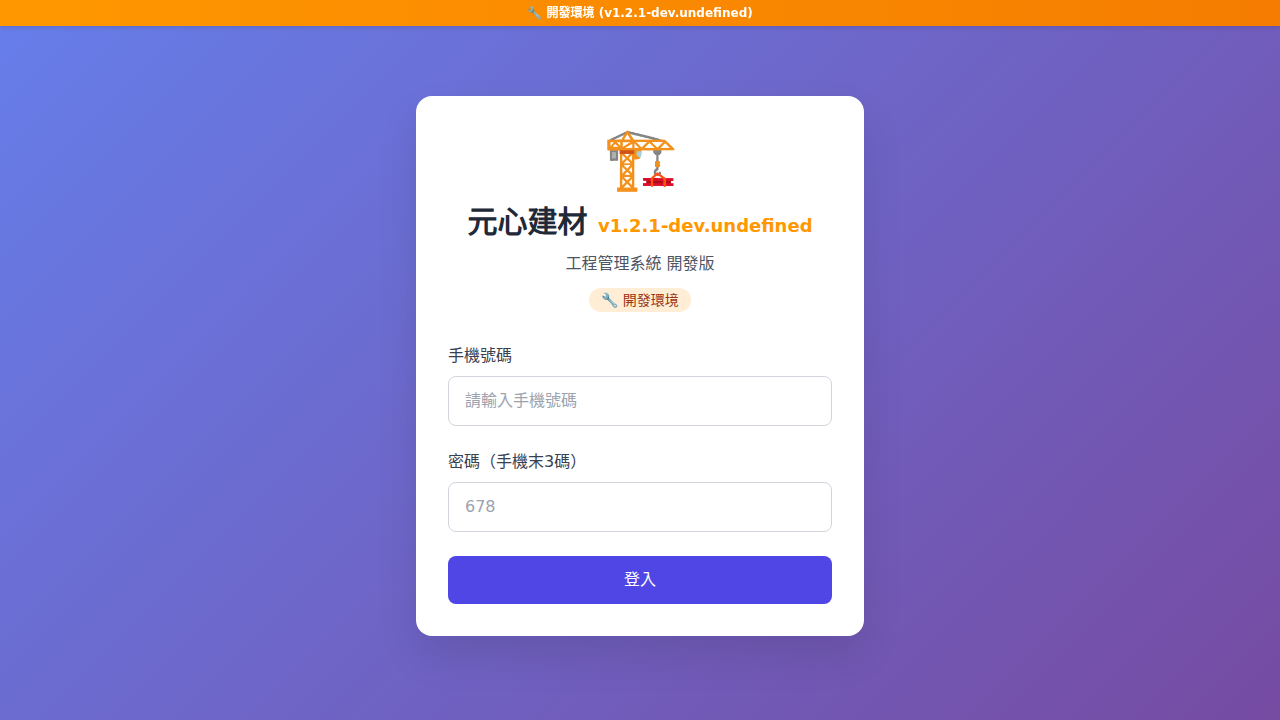 🔧 開發環境 (v1.2.1-dev.undefined)
元心建材 v1.2.1-dev.undefined
工程管理系統 開發版
🔧 開發環境
手機號碼
請輸入手機號碼
密碼（手機末3碼）
678
登入